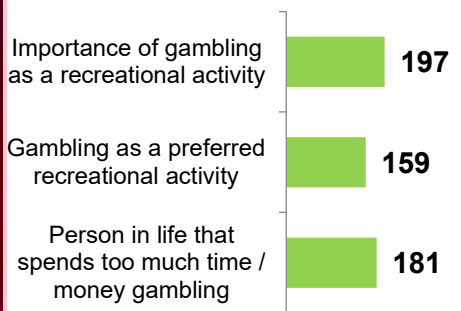 Importance of gambling
as a recreational activity
197
Gambling as a preferred
recreational activity
159
Person in life that
spends too much time /
money gambling
181